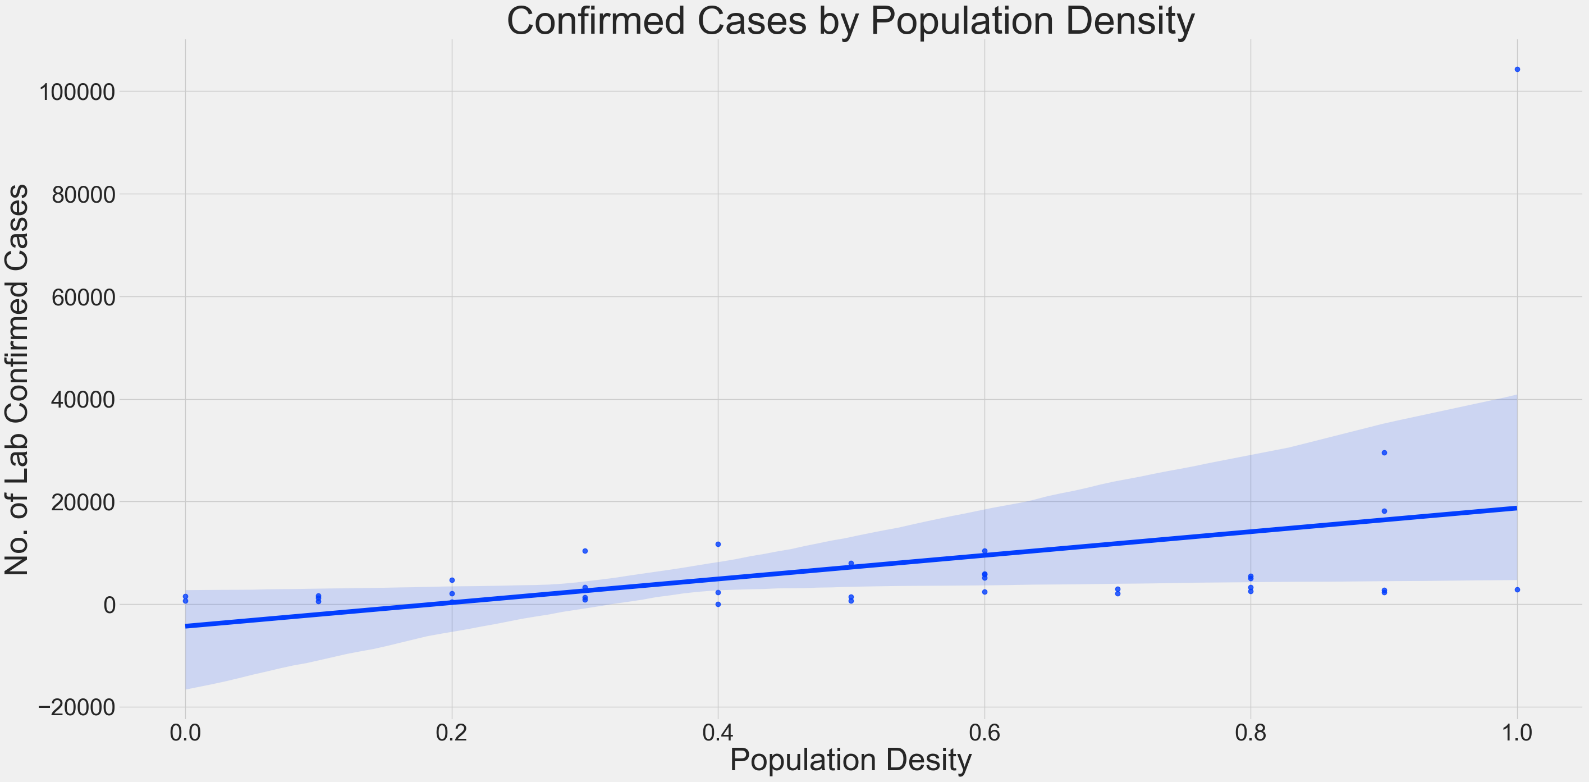 Confirmed Cases by Population Density
No. of Lab Confirmed Cases
100000
80000
60000
40000
20000
0
−20000
0.0 0.2 0.4 0.6 0.8 1.0
Population Desity